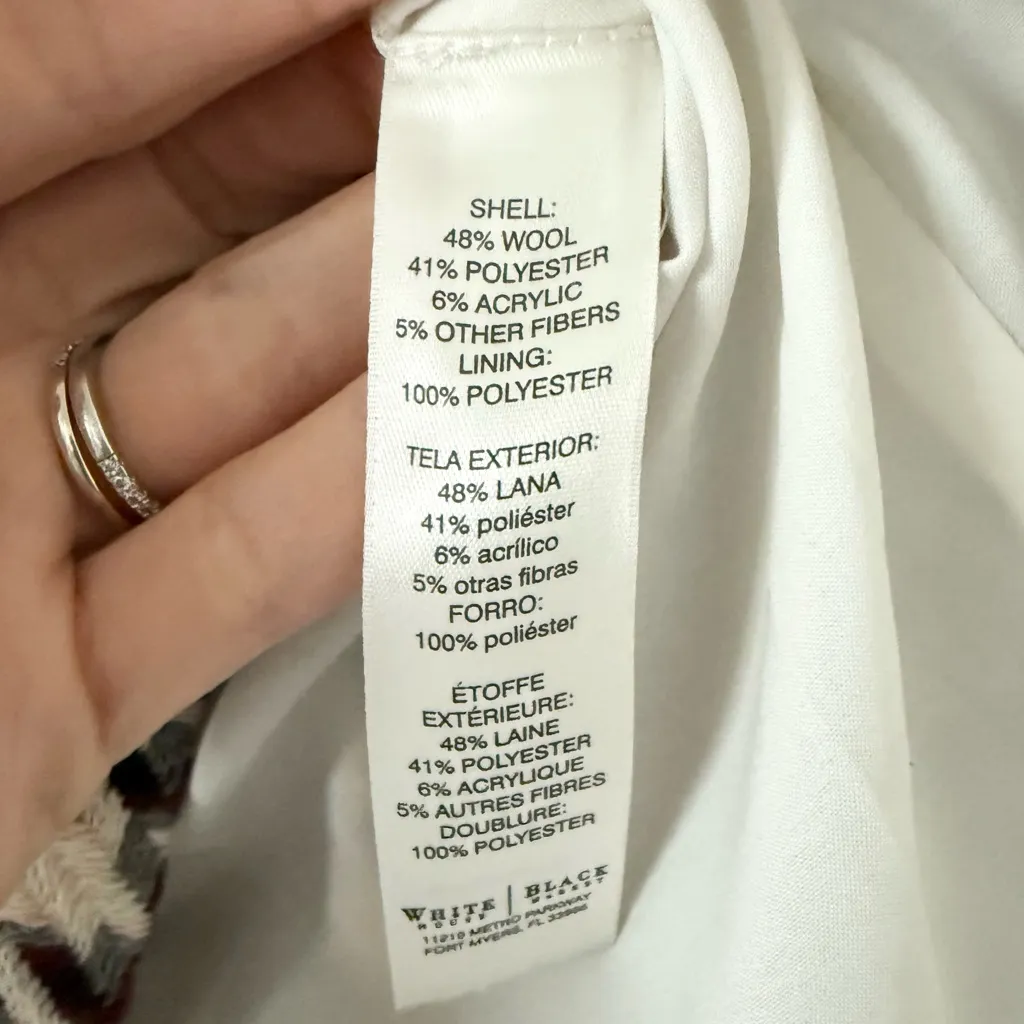 SHELL:
48% WOOL
41% POLYESTER
6% ACRYLIC
5% OTHER FIBERS
LINING:
100% POLYESTER
TELA EXTERIOR:
48% LANA
41% poliéster
6% acrílico
5% otras fibras
FORRO:
100% poliéster
ÉTOFFE
EXTÉRIEURE:
48% LAINE
41% POLYESTER
6% ACRYLIQUE
5% AUTRES FIBRES
DOUBLURE:
100% POLYESTER
WHITE | BLACK
HOUSE MARKET
METRO PARKWAY
FORT MYERS, FL